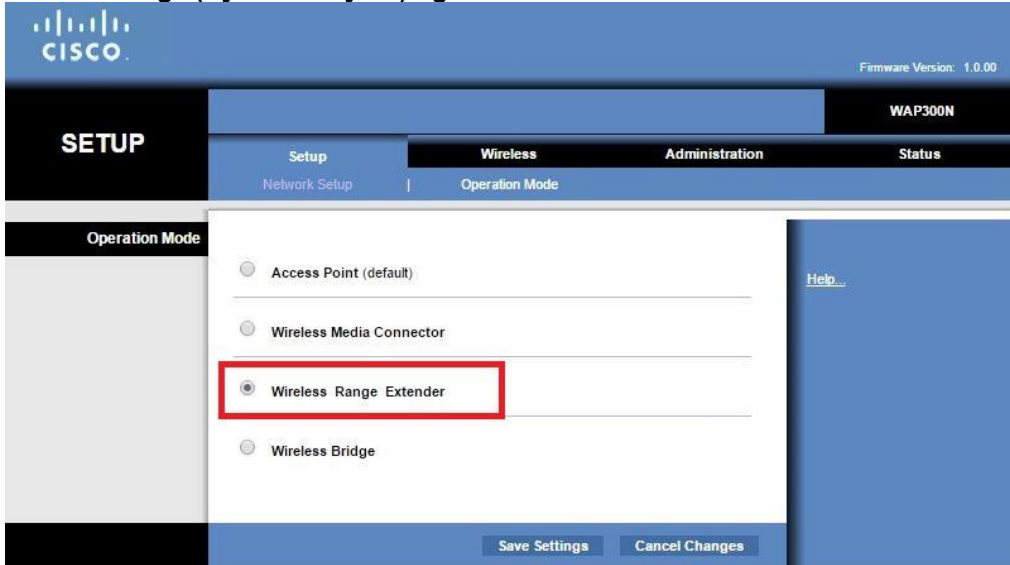 CISCO.
Firmware Version: 1.0.00
WAP300N
SETUP
Setup Wireless Administration Status
Network Setup | Operation Mode
Operation Mode
Access Point (default)
Help...
Wireless Media Connector
Wireless Range Extender
Wireless Bridge
Save Settings Cancel Changes